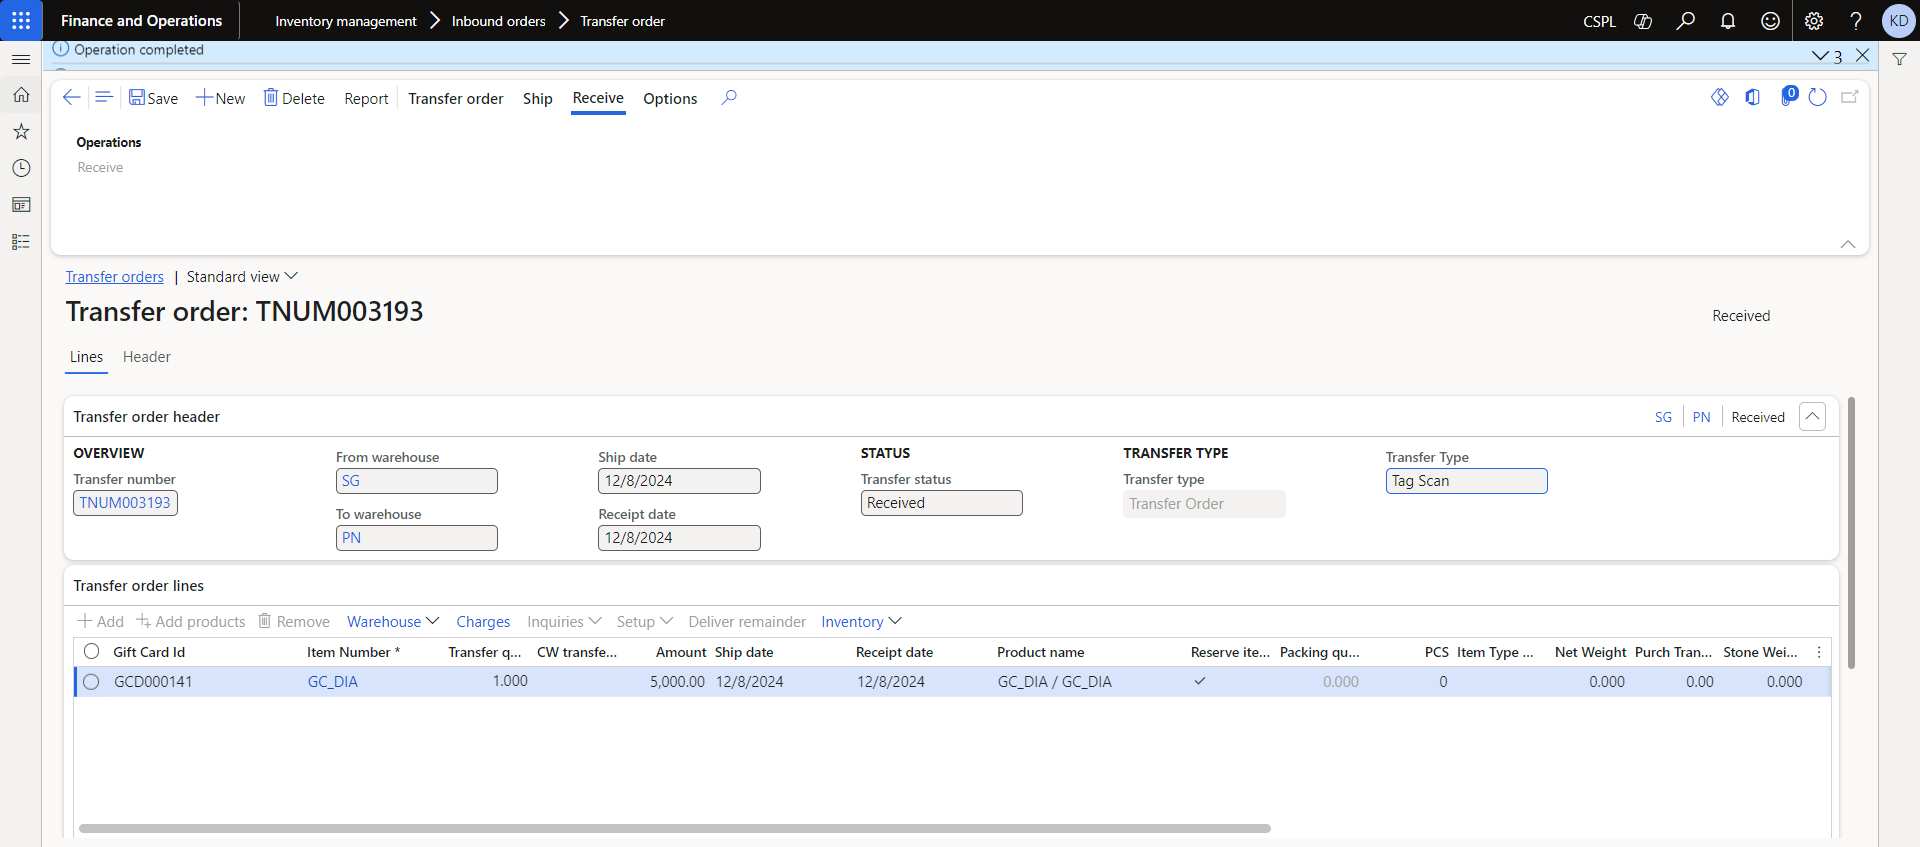 Finance and Operations
Inventory management > Inbound orders > Transfer order
CSPL
?
KD
Operation completed
3
Save
New
Delete
Report
Transfer order
Ship
Receive
Options
0
Operations
Receive
Transfer orders | Standard view
Transfer order: TNUM003193
Received
Lines
Header
Transfer order header
SG | PN | Received
OVERVIEW
Transfer number
TNUM003193
From warehouse
SG
To warehouse
PN
Ship date
12/8/2024
Receipt date
12/8/2024
STATUS
Transfer status
Received
TRANSFER TYPE
Transfer type
Transfer Order
Transfer Type
Tag Scan
Transfer order lines
Add
Add products
Remove
Warehouse
Charges
Inquiries
Setup
Deliver remainder
Inventory
Gift Card Id Item Number * Transfer q... CW transfe... Amount Ship date Receipt date Product name Reserve ite... Packing qu... PCS Item Type ... Net Weight Purch Tran... Stone Wei...
GCD000141 GC_DIA 1.000 5,000.00 12/8/2024 12/8/2024 GC_DIA / GC_DIA 0.000 0 0.000 0.00 0.000